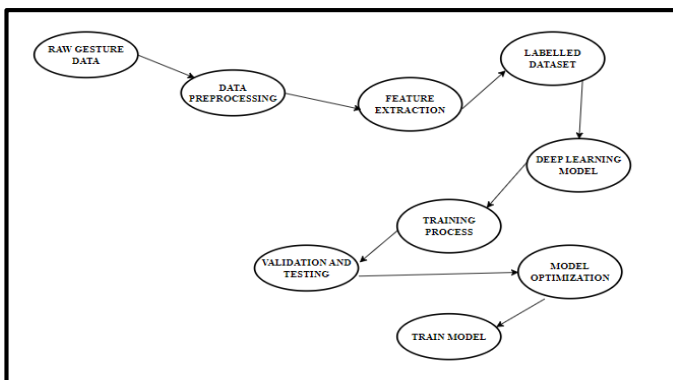 RAW GESTURE
DATA
DATA
PREPROCESSING
FEATURE
EXTRACTION
LABELLED
DATASET
DEEP LEARNING
MODEL
TRAINING
PROCESS
VALIDATION AND
TESTING
MODEL
OPTIMIZATION
TRAIN MODEL